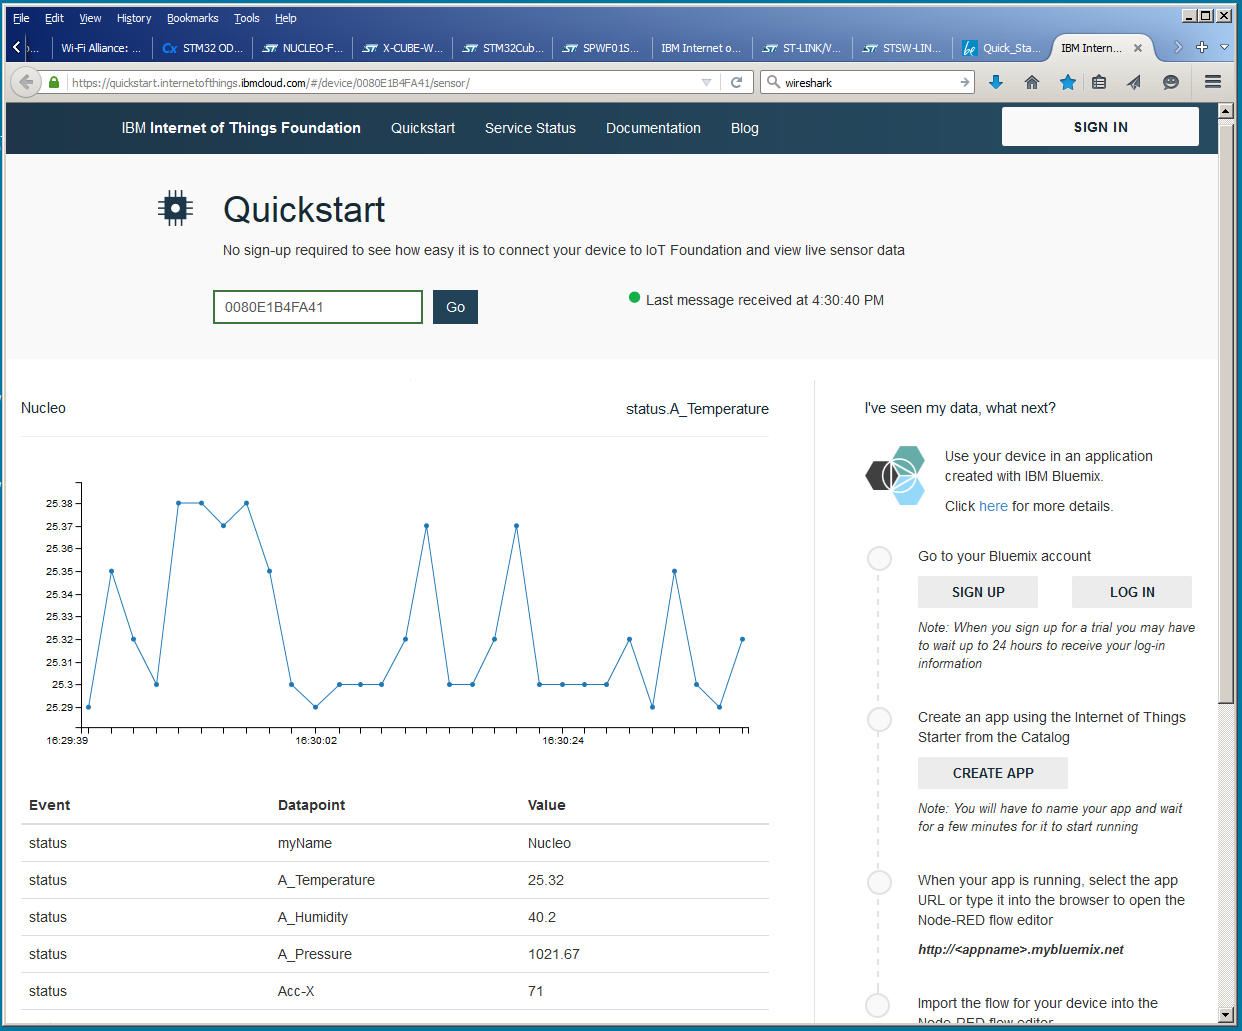 File Edit View History Bookmarks Tools Help
Wi-Fi Alliance: ... STM32 OD... NUCLEO-F... X-CUBE-W... STM32Cub... SPWF01S... IBM Internet o... ST-LINK/V... STSW-LIN... Quick_Sta... IBM Intern...
https://quickstart.internetofthings.ibmcloud.com/#/device/0080E1B4FA41/sensor/ wireshark
IBM Internet of Things Foundation Quickstart Service Status Documentation Blog SIGN IN
Quickstart
No sign-up required to see how easy it is to connect your device to IoT Foundation and view live sensor data
0080E1B4FA41 Go Last message received at 4:30:40 PM
Nucleo status.A_Temperature
25.38
25.37
25.36
25.35
25.34
25.33
25.32
25.31
25.3
25.29
16:29:39 16:30:02 16:30:24
Event Datapoint Value
status myName Nucleo
status A_Temperature 25.32
status A_Humidity 40.2
status A_Pressure 1021.67
status Acc-X 71
I've seen my data, what next?
Use your device in an application
created with IBM Bluemix.
Click here for more details.
Go to your Bluemix account
SIGN UP LOG IN
Note: When you sign up for a trial you may have
to wait up to 24 hours to receive your log-in
information
Create an app using the Internet of Things
Starter from the Catalog
CREATE APP
Note: You will have to name your app and wait
for a few minutes for it to start running
When your app is running, select the app
URL or type it into the browser to open the
Node-RED flow editor
http://<appname>.mybluemix.net
Import the flow for your device into the
Node-RED flow editor